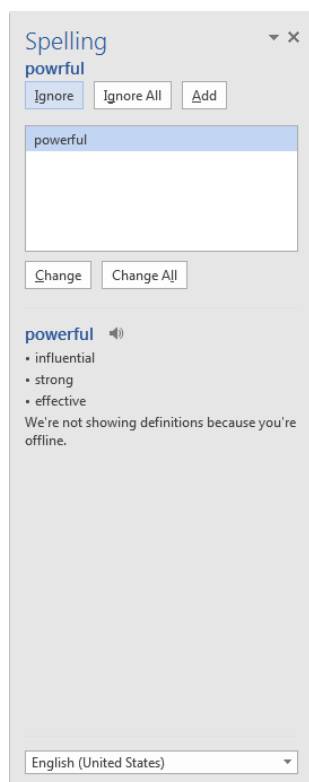 Spelling
powrful
Ignore Ignore All Add
powerful
Change Change All
powerful
• influential
• strong
• effective
We're not showing definitions because you're
offline.
English (United States)